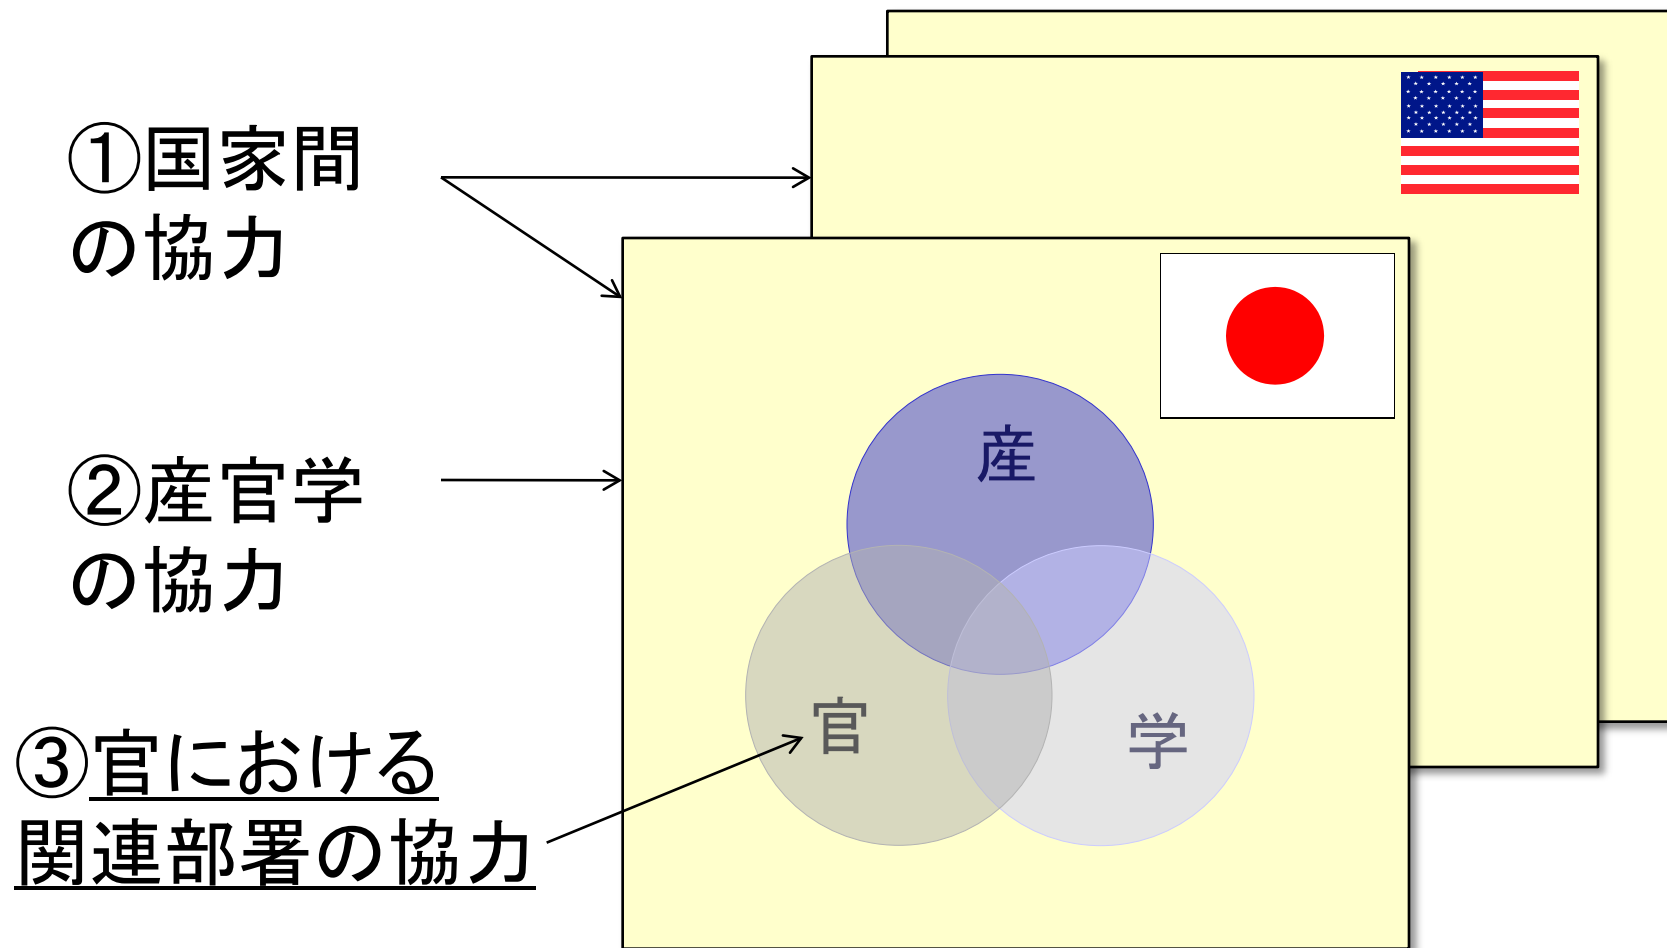 ①国家間
の協力
②産官学
の協力
③官における
関連部署の協力
産
官
学